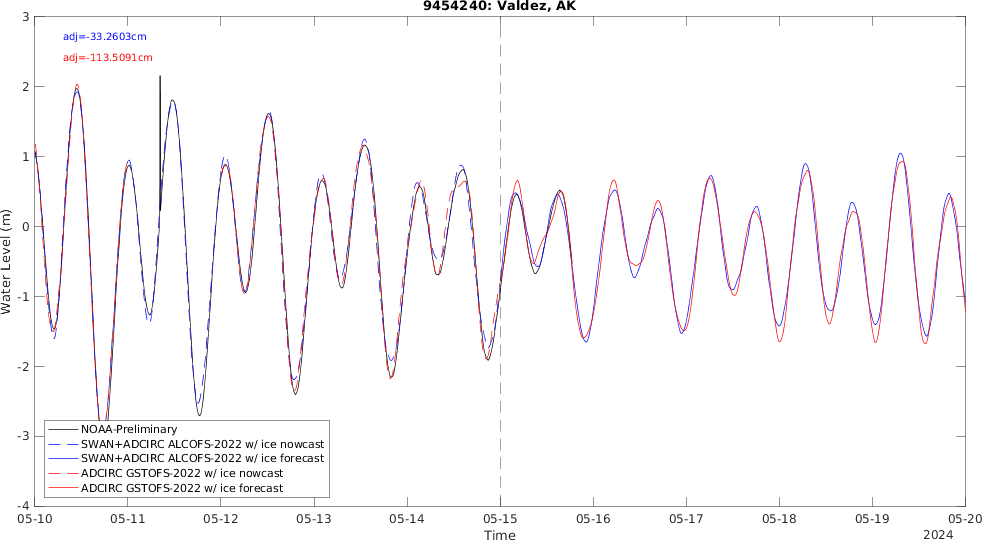 9454240: Valdez, AK
adj=-33.2603cm
adj=-113.5091cm
3
2
1
0
-1
-2
-3
-4
Water Level (m)
NOAA-Preliminary
SWAN+ADCIRC ALCOFS-2022 w/ ice nowcast
SWAN+ADCIRC ALCOFS-2022 w/ ice forecast
ADCIRC GSTOFS-2022 w/ ice nowcast
ADCIRC GSTOFS-2022 w/ ice forecast
05-10 05-11 05-12 05-13 05-14 05-15 05-16 05-17 05-18 05-19 05-20
Time
2024